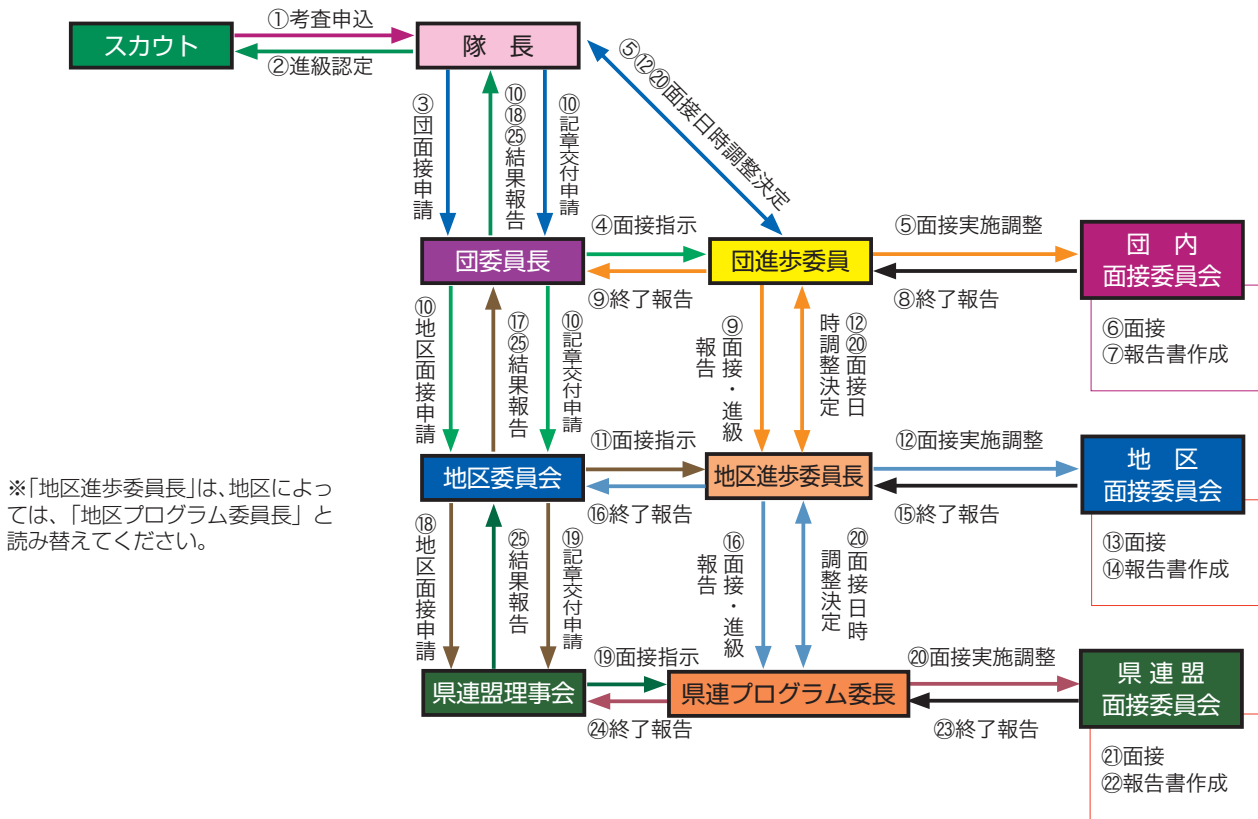 ①考査申込
スカウト
隊 長
②進級認定
⑤⑫⑳面接日時調整決定
③団面接申請
⑩⑱㉕結果報告
⑩記章交付申請
④面接指示
⑤面接実施調整
団委員長
団進歩委員
団 内
面接委員会
⑨終了報告
⑧終了報告
⑥面接
⑦報告書作成
⑩地区面接申請
⑰㉕結果報告
⑩記章交付申請
⑨面接・進級
報告
⑫⑳面接日
時調整決定
⑪面接指示
⑫面接実施調整
地区委員会
地区進歩委員長
地 区
面接委員会
⑯終了報告
⑮終了報告
⑬面接
⑭報告書作成
※「地区進歩委員長」は、地区によっ
ては、「地区プログラム委員長」と
読み替えてください。
⑱地区面接申請
㉕結果報告
⑲記章交付申請
⑯面接・進級
報告
⑳面接日時
調整決定
⑲面接指示
⑳面接実施調整
県連盟理事会
県連プログラム委長
県 連 盟
面接委員会
㉔終了報告
㉓終了報告
㉑面接
㉒報告書作成